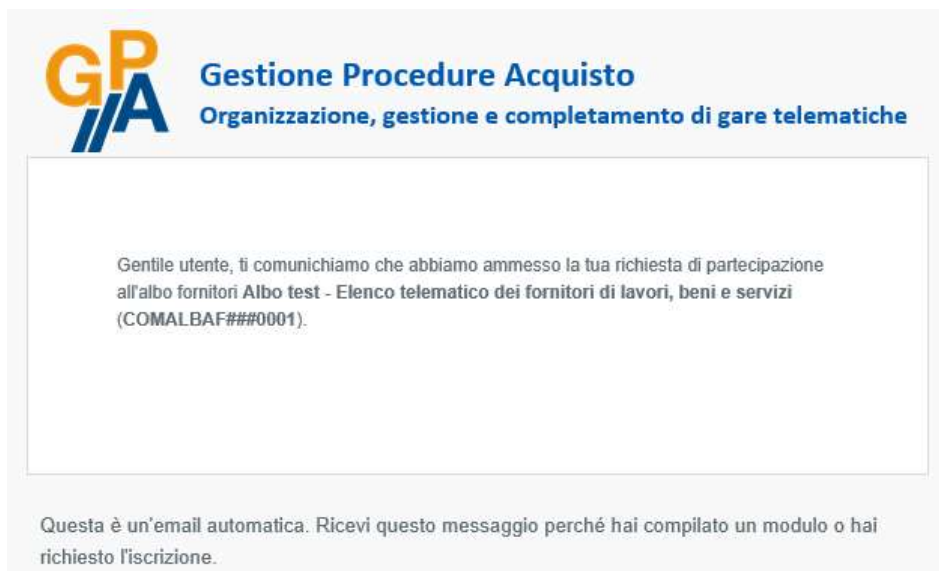 GPA
Gestione Procedure Acquisto
Organizzazione, gestione e completamento di gare telematiche
Gentile utente, ti comunichiamo che abbiamo ammesso la tua richiesta di partecipazione
all'albo fornitori Albo test - Elenco telematico dei fornitori di lavori, beni e servizi
(COMALBAF###0001).
Questa è un'email automatica. Ricevi questo messaggio perché hai compilato un modulo o hai
richiesto l'iscrizione.